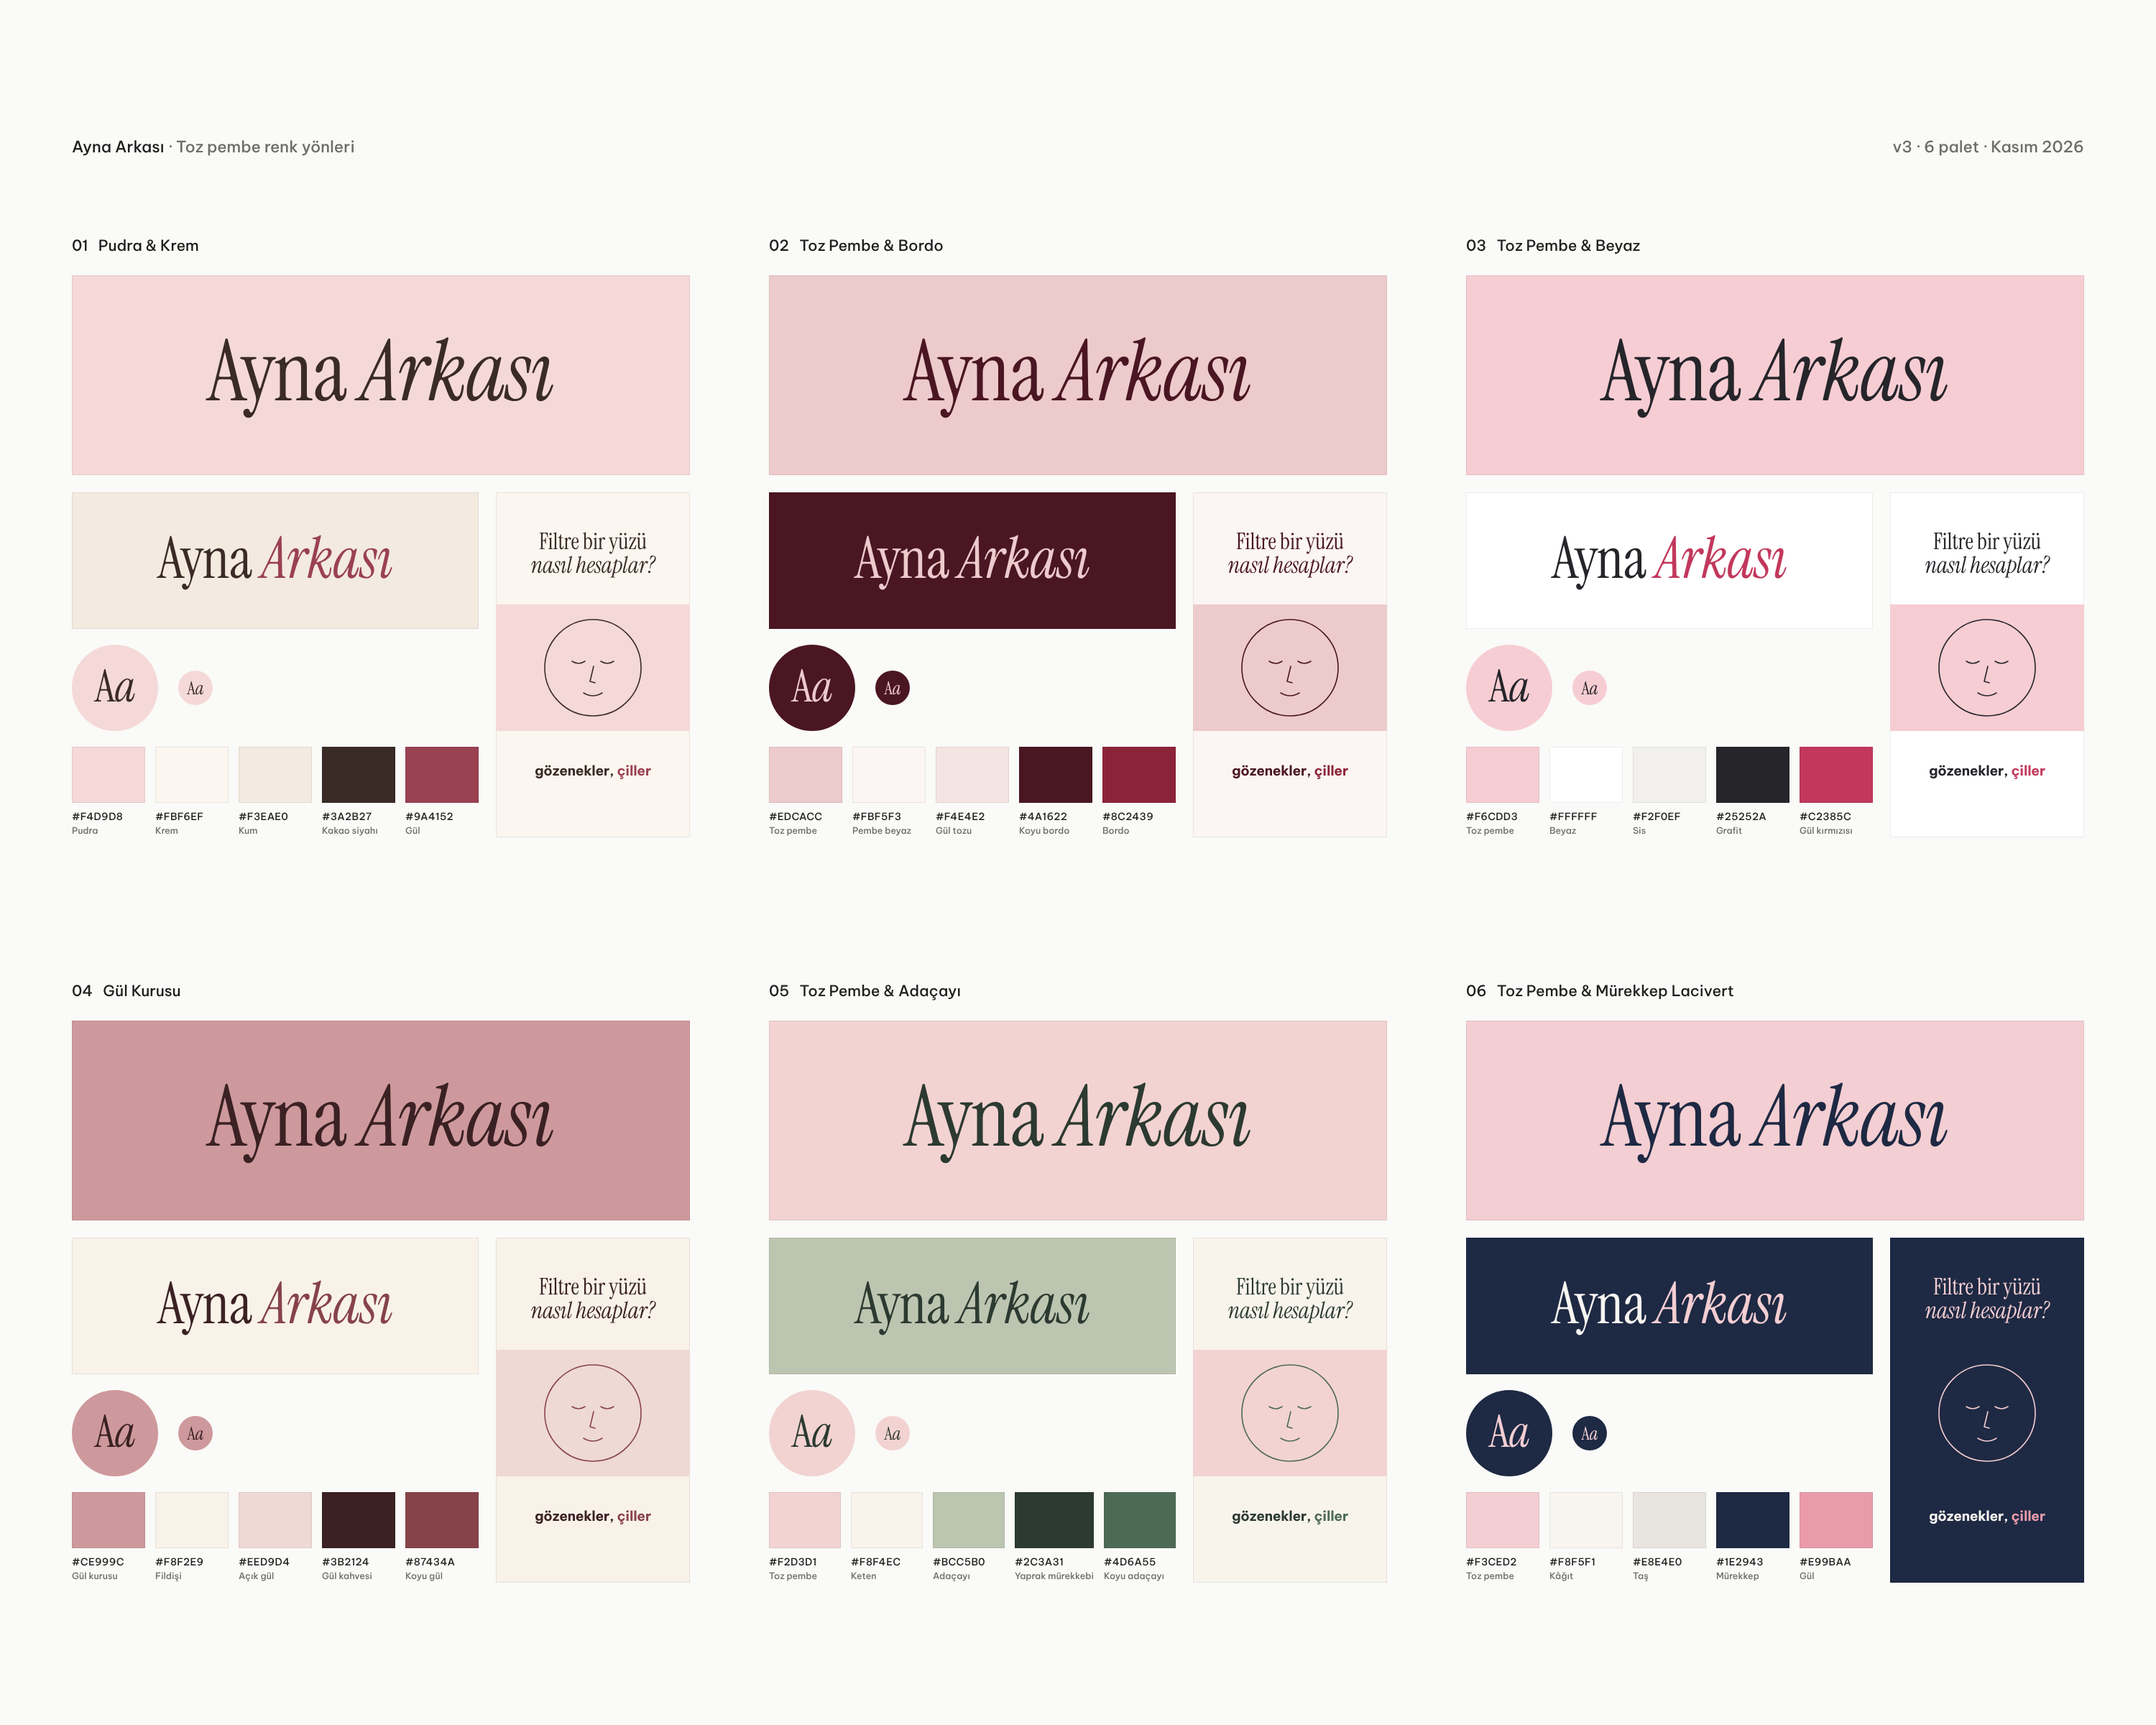 Ayna Arkası · Toz pembe renk yönleri
v3 · 6 palet · Kasım 2026
01 Pudra & Krem
Ayna Arkası
Ayna Arkası
Filtre bir yüzü
nasıl hesaplar?
Aa
Aa
gözenekler, çiller
#F4D9D8
Pudra
#FBF6EF
Krem
#F3EAE0
Kum
#3A2B27
Kakao siyahı
#9A4152
Gül
02 Toz Pembe & Bordo
Ayna Arkası
Ayna Arkası
Filtre bir yüzü
nasıl hesaplar?
Aa
Aa
gözenekler, çiller
#EDCACC
Toz pembe
#FBF5F3
Pembe beyaz
#F4E4E2
Gül tozu
#4A1622
Koyu bordo
#8C2439
Bordo
03 Toz Pembe & Beyaz
Ayna Arkası
Ayna Arkası
Filtre bir yüzü
nasıl hesaplar?
Aa
Aa
gözenekler, çiller
#F6CDD3
Toz pembe
#FFFFFF
Beyaz
#F2F0EF
Sis
#25252A
Grafit
#C2385C
Gül kırmızısı
04 Gül Kurusu
Ayna Arkası
Ayna Arkası
Filtre bir yüzü
nasıl hesaplar?
Aa
Aa
gözenekler, çiller
#CE999C
Gül kurusu
#F8F2E9
Fildişi
#EED9D4
Açık gül
#3B2124
Gül kahvesi
#87434A
Koyu gül
05 Toz Pembe & Adaçayı
Ayna Arkası
Ayna Arkası
Filtre bir yüzü
nasıl hesaplar?
Aa
Aa
gözenekler, çiller
#F2D3D1
Toz pembe
#F8F4EC
Keten
#BCC5B0
Adaçayı
#2C3A31
Yaprak mürekkebi
#4D6A55
Koyu adaçayı
06 Toz Pembe & Mürekkep Lacivert
Ayna Arkası
Ayna Arkası
Filtre bir yüzü
nasıl hesaplar?
Aa
Aa
gözenekler, çiller
#F3CED2
Toz pembe
#F8F5F1
Kâğıt
#E8E4E0
Taş
#1E2943
Mürekkep
#E99BAA
Gül